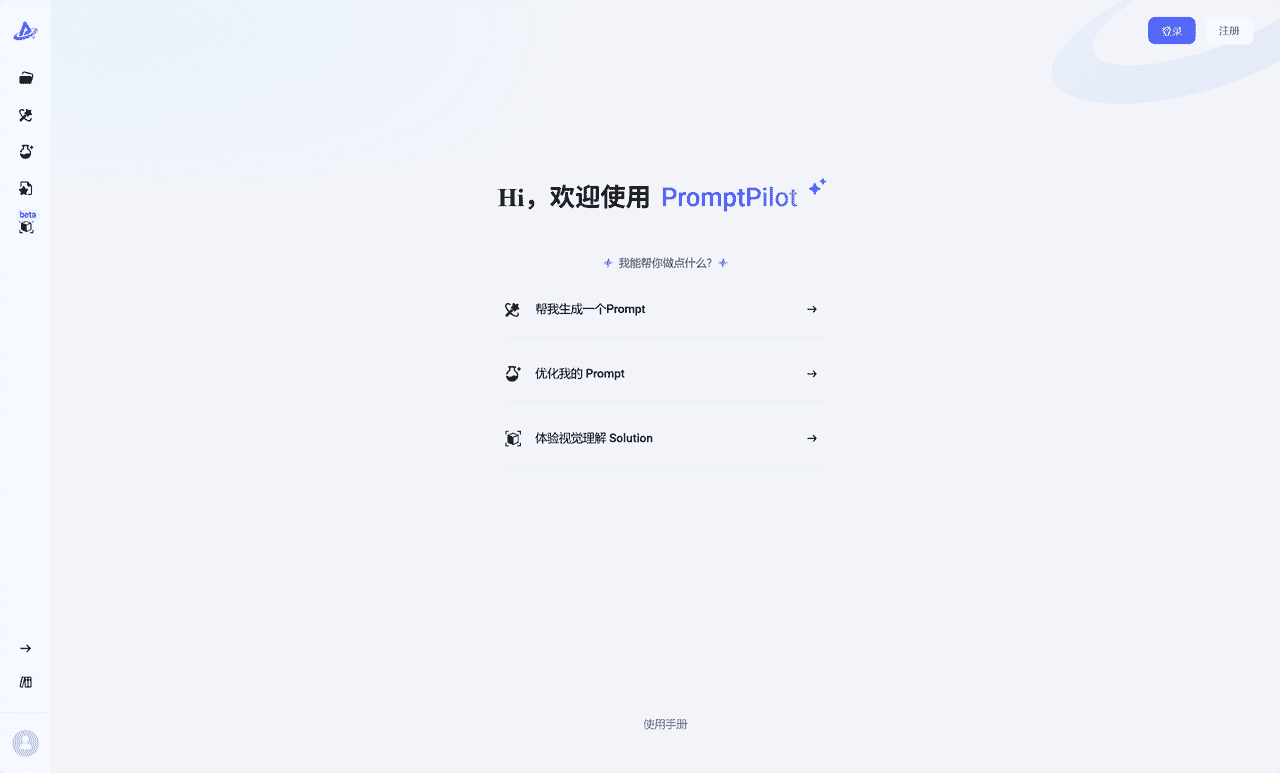 登录
注册
beta
Hi，欢迎使用 PromptPilot
我能帮你做点什么?
帮我生成一个Prompt
优化我的 Prompt
体验视觉理解 Solution
使用手册